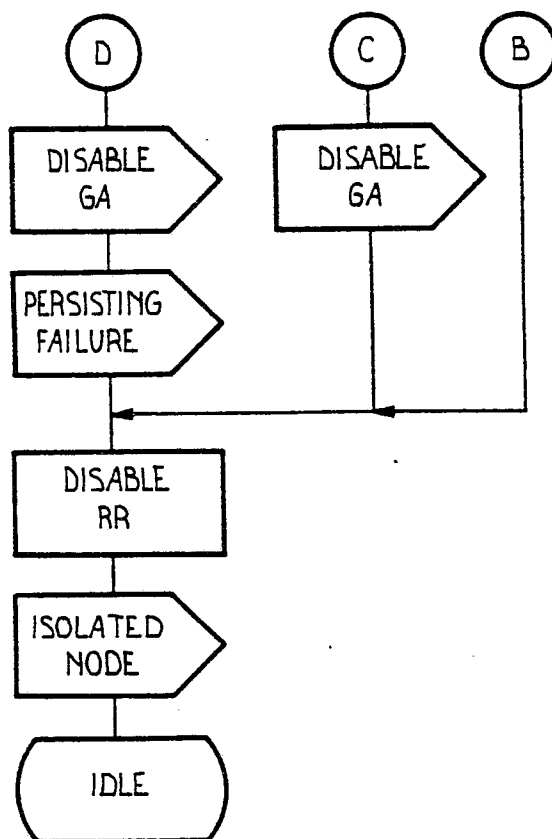 D
C
B
DISABLE
GA
DISABLE
GA
PERSISTING
FAILURE
DISABLE
RR
ISOLATED
NODE
IDLE